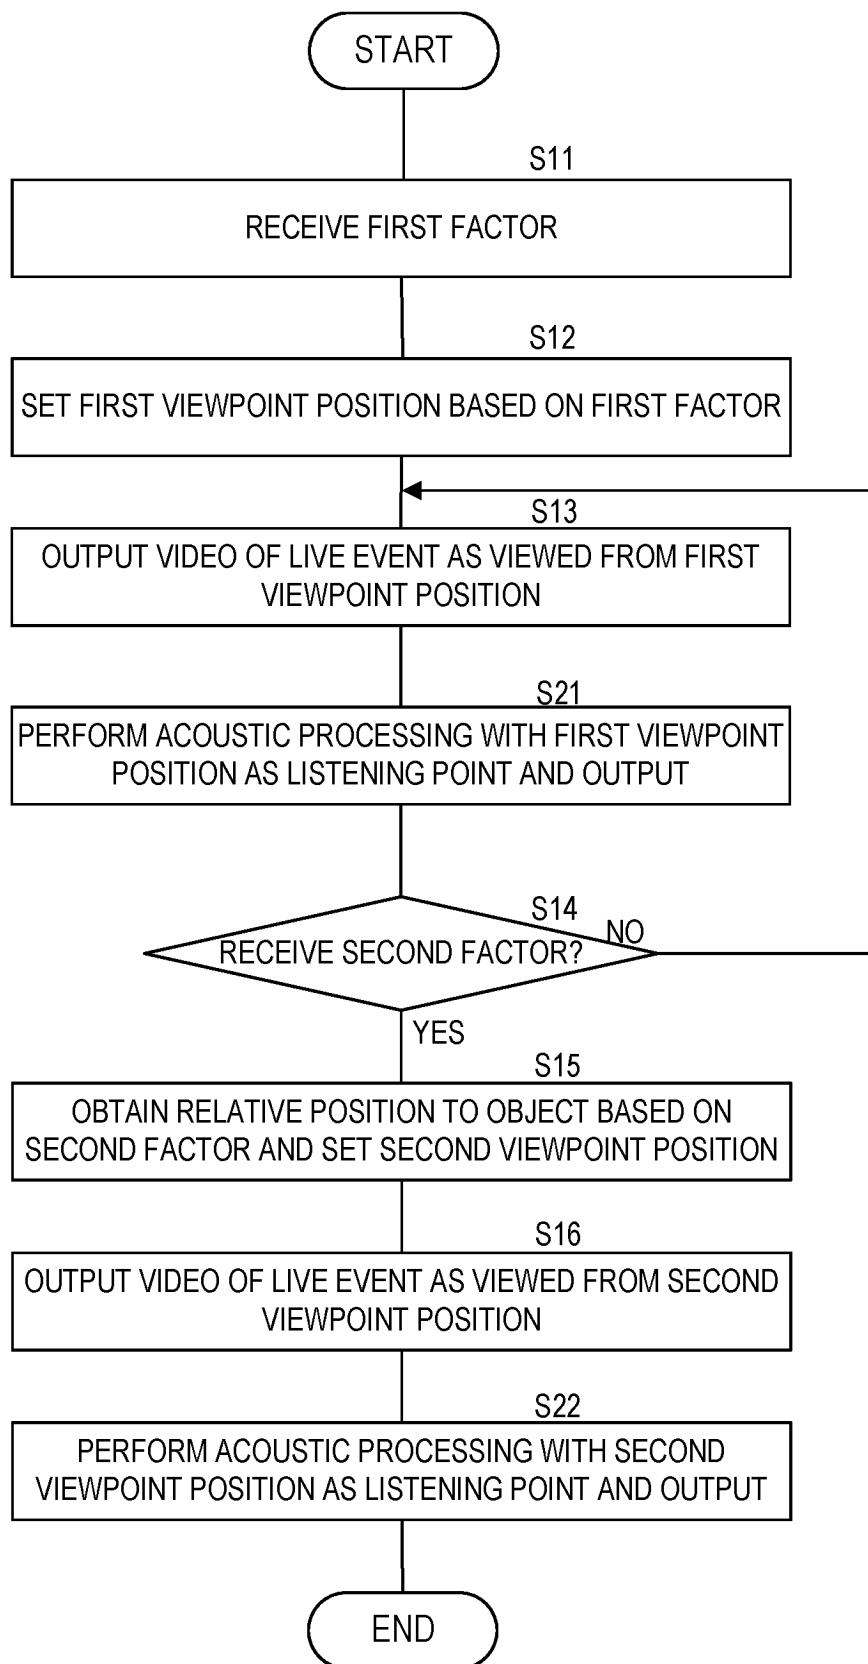 START
S11
RECEIVE FIRST FACTOR
S12
SET FIRST VIEWPOINT POSITION BASED ON FIRST FACTOR
S13
OUTPUT VIDEO OF LIVE EVENT AS VIEWED FROM FIRST
VIEWPOINT POSITION
S21
PERFORM ACOUSTIC PROCESSING WITH FIRST VIEWPOINT
POSITION AS LISTENING POINT AND OUTPUT
S14
NO
RECEIVE SECOND FACTOR?
YES
S15
OBTAIN RELATIVE POSITION TO OBJECT BASED ON
SECOND FACTOR AND SET SECOND VIEWPOINT POSITION
S16
OUTPUT VIDEO OF LIVE EVENT AS VIEWED FROM SECOND
VIEWPOINT POSITION
S22
PERFORM ACOUSTIC PROCESSING WITH SECOND
VIEWPOINT POSITION AS LISTENING POINT AND OUTPUT
END